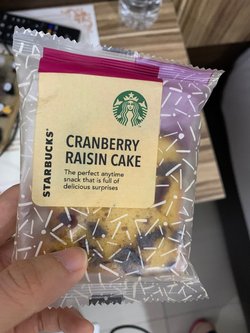 STARBUCKS®
CRANBERRY
RAISIN CAKE
The perfect anytime
snack that is full of
delicious surprises